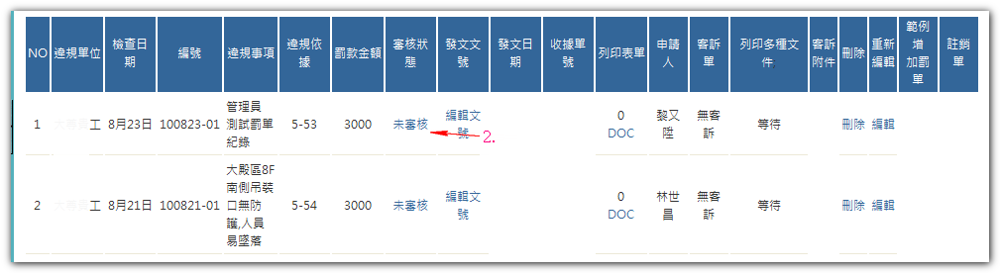 NO 違規單位 檢查日期 編號 違規事項 違規依據 罰款金額 審核狀態 發文文號 發文日期 收據單號 列印表單 申請人 客訴單 列印多種文件 客訴附件 刪除 重新編輯 範例增加罰單 註銷單
1 工 8月23日 100823-01 管理員測試罰單紀錄 5-53 3000 未審核 編輯文號 0 DOC 黎又陞 無客訴 等待 刪除 編輯
2.
2 工 8月21日 100821-01 大殿區8F南側吊裝口無防護,人員易墜落 5-54 3000 未審核 編輯文號 0 DOC 林世昌 無客訴 等待 刪除 編輯